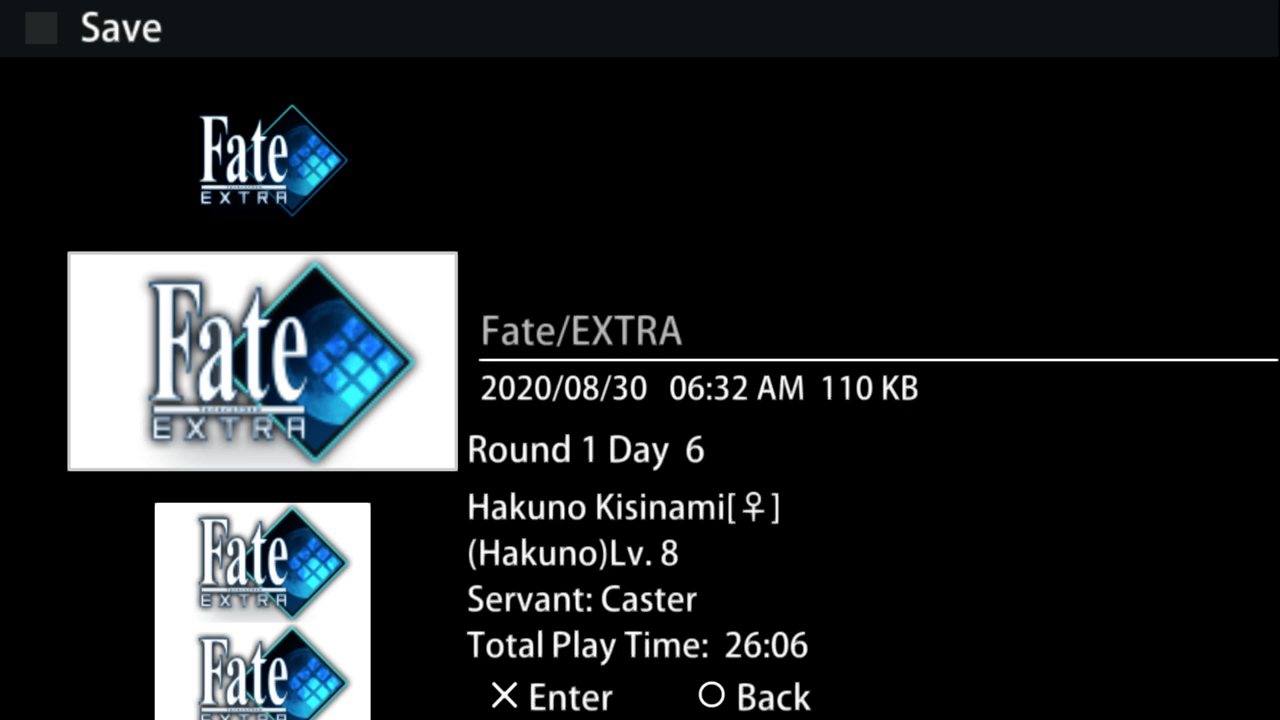 Save
Fate
EXTRA
Fate
EXTRA
Fate/EXTRA
2020/08/30 06:32 AM 110 KB
Round 1 Day 6
Hakuno Kisinami[♀]
(Hakuno)Lv. 8
Servant: Caster
Total Play Time: 26:06
Fate
EXTRA
Fate
EXTRA
✕ Enter ○ Back